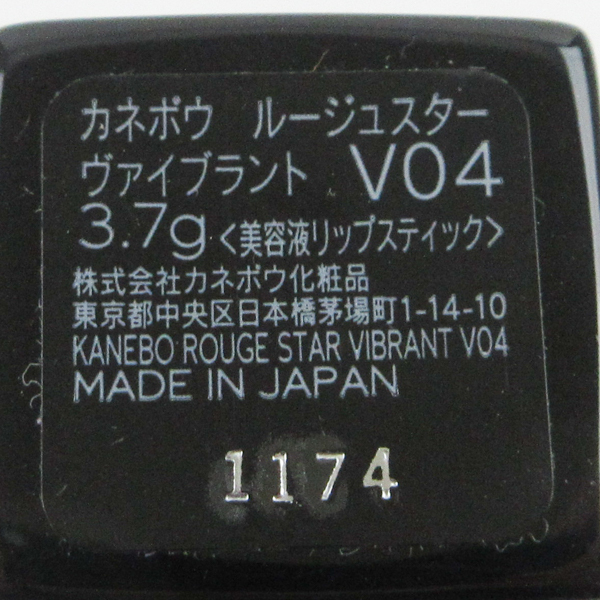 カネボウ ルージュスター
ヴァイブラント V04
3.7g <美容液リップスティック>
株式会社カネボウ化粧品
東京都中央区日本橋茅場町1-14-10
KANEBO ROUGE STAR VIBRANT V04
MADE IN JAPAN
1174